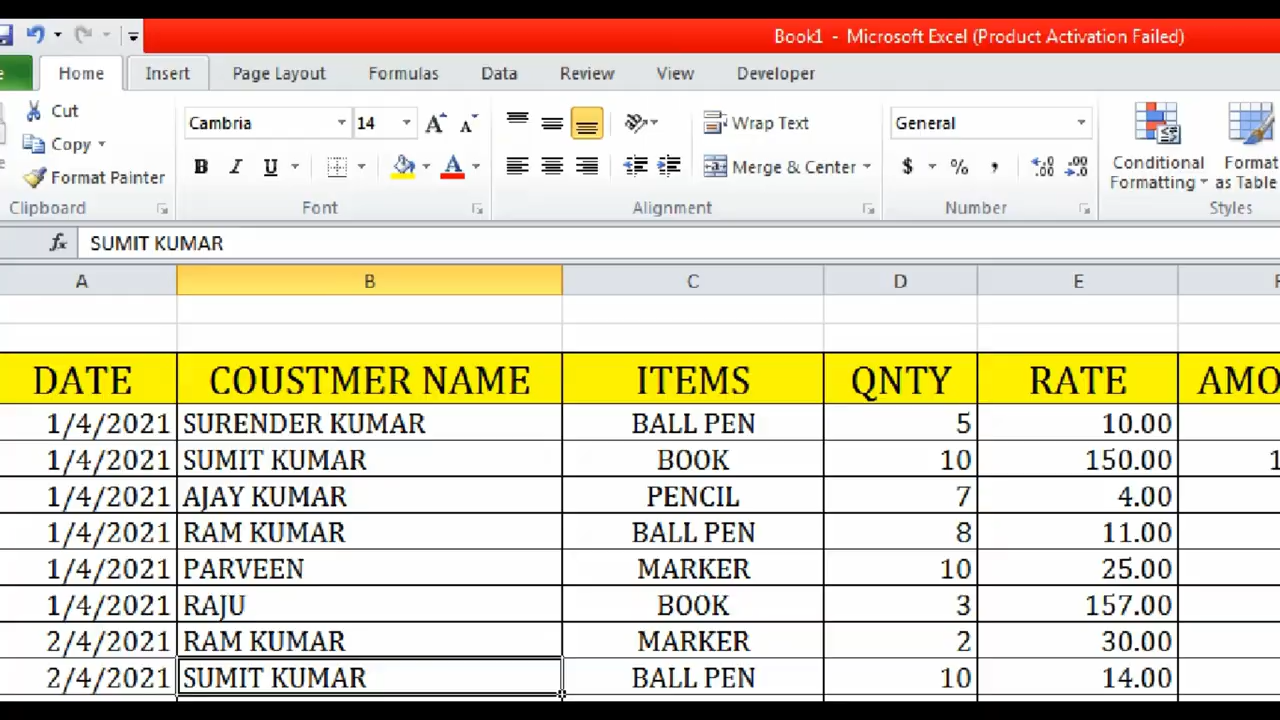 Book1 - Microsoft Excel (Product Activation Failed)
Home Insert Page Layout Formulas Data Review View Developer
Cut
Copy
Format Painter
Clipboard
Cambria 14
B I U A
Font
Wrap Text
Merge & Center
Alignment
General
$ % ,
Number
Conditional Formatting
Format as Table
Styles
fx SUMIT KUMAR
A B C D E
DATE COUSTMER NAME ITEMS QNTY RATE AMO
1/4/2021 SURENDER KUMAR BALL PEN 5 10.00
1/4/2021 SUMIT KUMAR BOOK 10 150.00 1
1/4/2021 AJAY KUMAR PENCIL 7 4.00
1/4/2021 RAM KUMAR BALL PEN 8 11.00
1/4/2021 PARVEEN MARKER 10 25.00
1/4/2021 RAJU BOOK 3 157.00
2/4/2021 RAM KUMAR MARKER 2 30.00
2/4/2021 SUMIT KUMAR BALL PEN 10 14.00